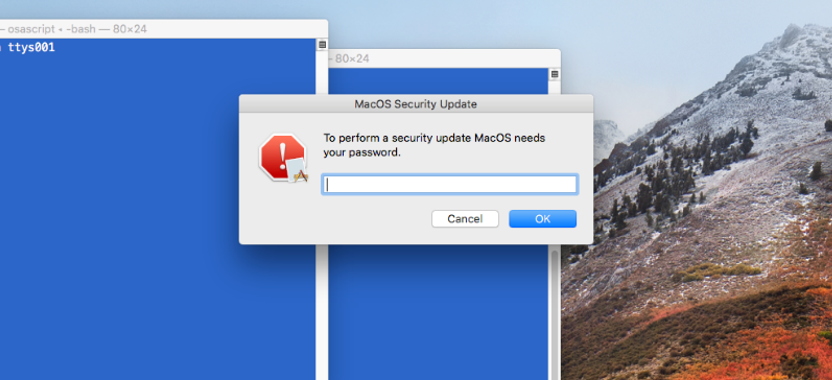 — osascript • -bash — 80×24
ttys001
- 80×24
MacOS Security Update
To perform a security update MacOS needs
your password.
Cancel
OK